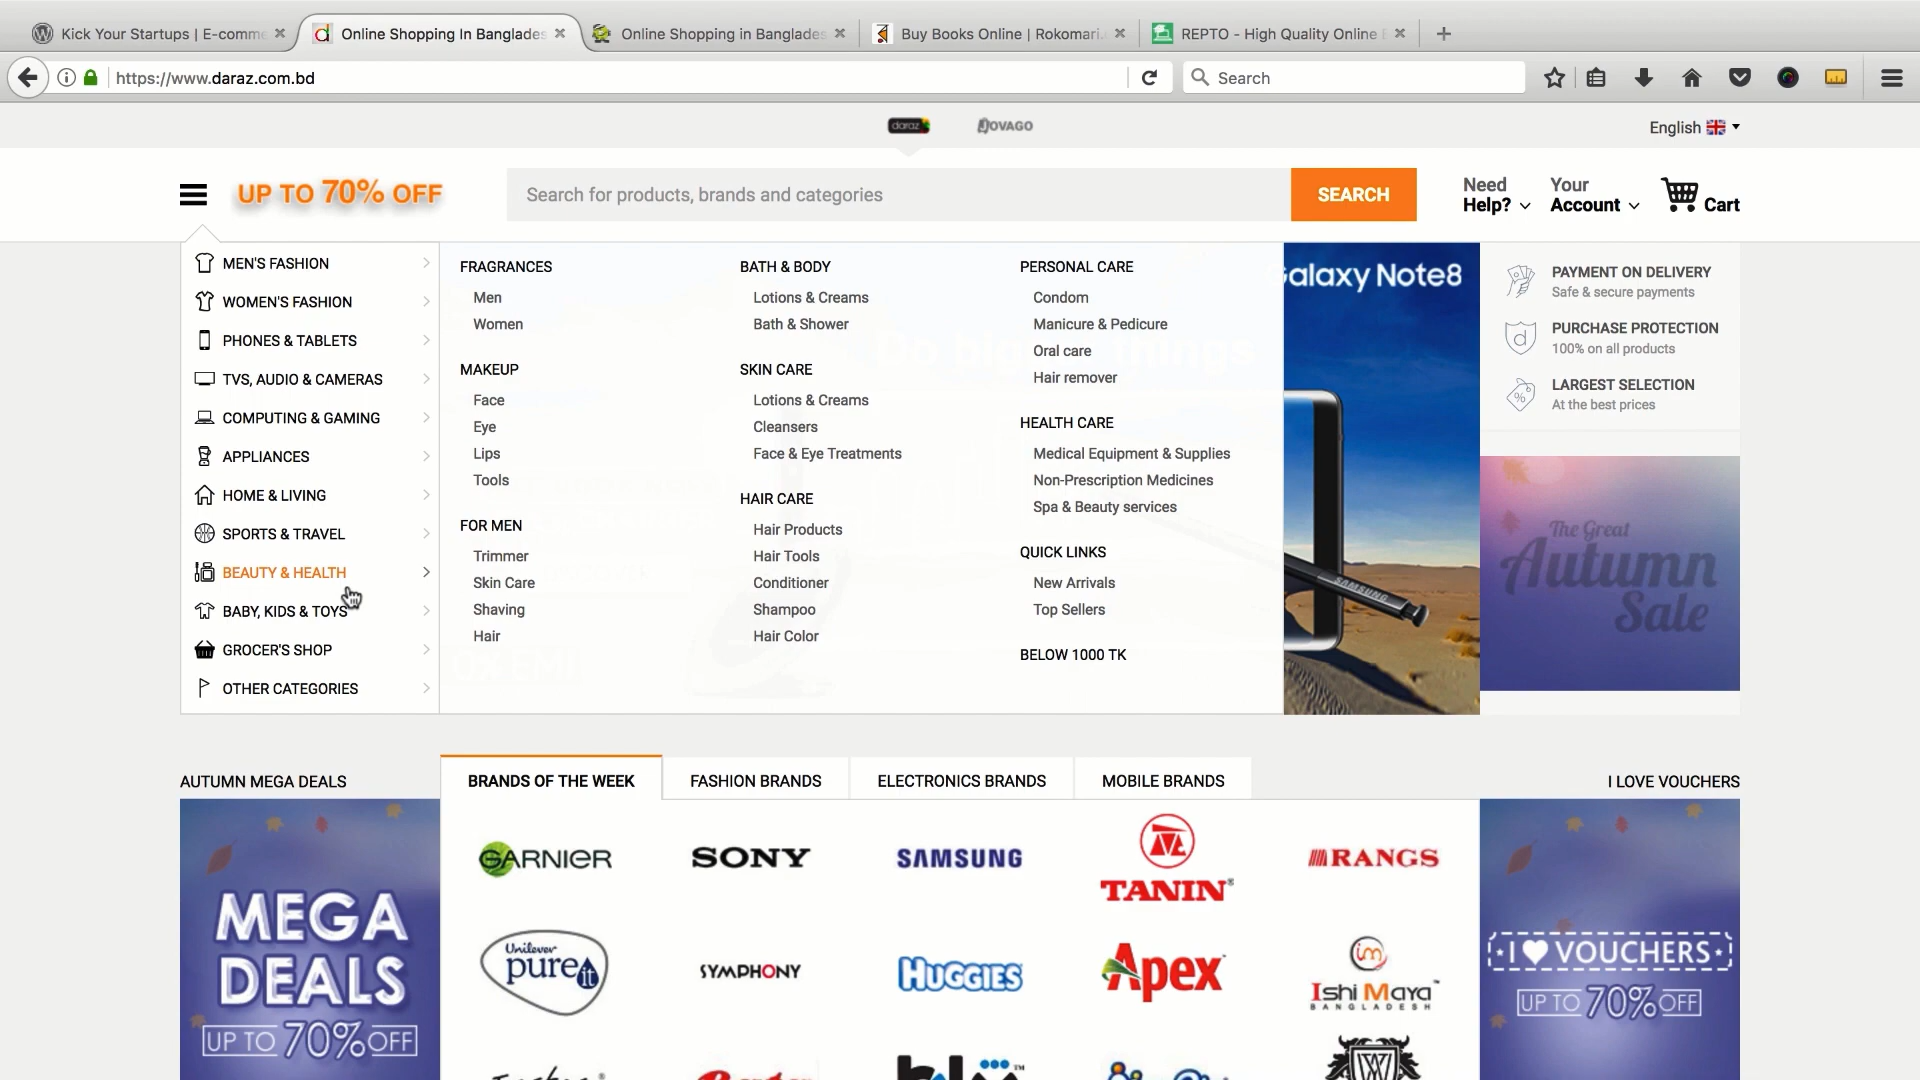 Kick Your Startups | E-comme
Online Shopping In Banglades
Online Shopping in Banglades
Buy Books Online | Rokomari.
REPTO - High Quality Online
https://www.daraz.com.bd
Search
daraz
JOVAGO
English
UP TO 70% OFF
Search for products, brands and categories
SEARCH
Need
Help?
Your
Account
Cart
MEN'S FASHION
WOMEN'S FASHION
PHONES & TABLETS
TVS, AUDIO & CAMERAS
COMPUTING & GAMING
APPLIANCES
HOME & LIVING
SPORTS & TRAVEL
BEAUTY & HEALTH
BABY, KIDS & TOYS
GROCER'S SHOP
OTHER CATEGORIES
FRAGRANCES
Men
Women
MAKEUP
Face
Eye
Lips
Tools
FOR MEN
Trimmer
Skin Care
Shaving
Hair
BATH & BODY
Lotions & Creams
Bath & Shower
SKIN CARE
Lotions & Creams
Cleansers
Face & Eye Treatments
HAIR CARE
Hair Products
Hair Tools
Conditioner
Shampoo
Hair Color
PERSONAL CARE
Condom
Manicure & Pedicure
Oral care
Hair remover
HEALTH CARE
Medical Equipment & Supplies
Non-Prescription Medicines
Spa & Beauty services
QUICK LINKS
New Arrivals
Top Sellers
BELOW 1000 TK
alaxy Note8
SAMSUNG
PAYMENT ON DELIVERY
Safe & secure payments
PURCHASE PROTECTION
100% on all products
LARGEST SELECTION
At the best prices
The Great
Autumn
Sale
AUTUMN MEGA DEALS
BRANDS OF THE WEEK
FASHION BRANDS
ELECTRONICS BRANDS
MOBILE BRANDS
I LOVE VOUCHERS
MEGA
DEALS
UP TO 70% OFF
GARNIER
SONY
SAMSUNG
TANIN
RANGS
Unilever
pureit
SYMPHONY
HUGGIES
Apex
im
Ishi Maya
BANGLADESH
I ♥ VOUCHERS
UP TO 70% OFF